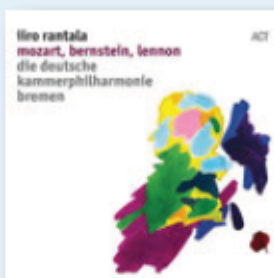 iiro rantala
ACT
mozart, bernstein, lennon
die deutsche
kammerphilharmonie
bremen